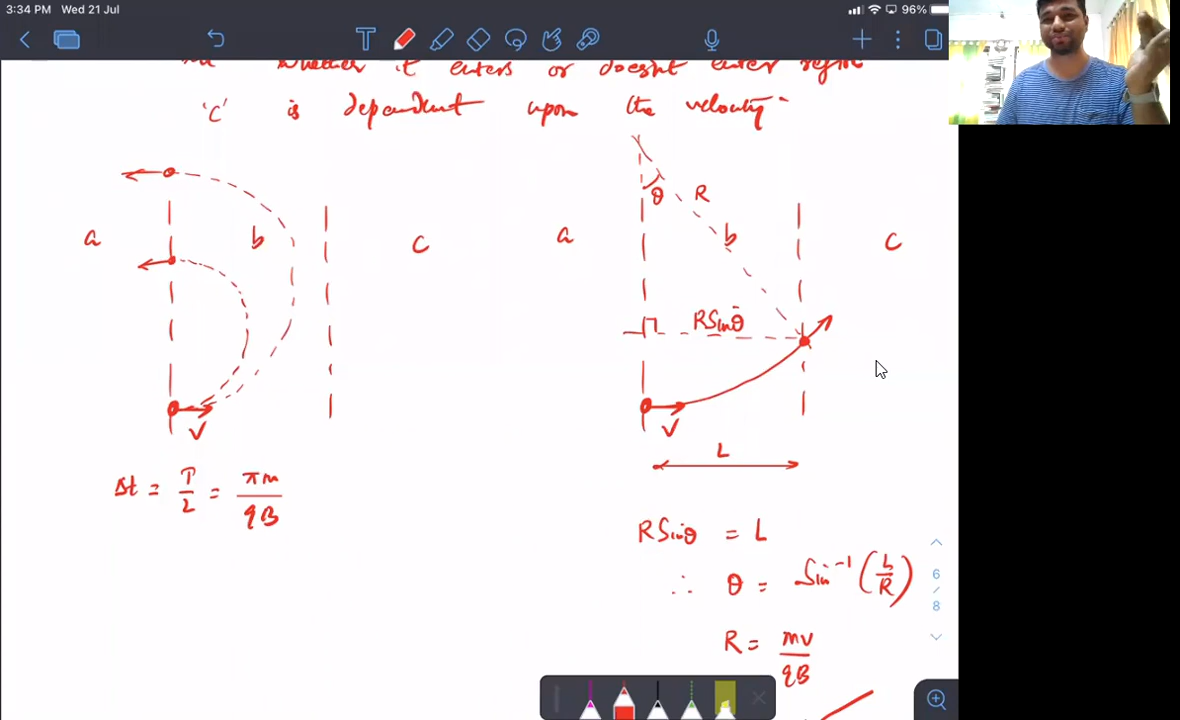 3:34 PM Wed 21 Jul
96%
whether it enters or doesnt enter region
'C' is dependent upon the velocity
a b c
V
Δt = T/2 = πm/qB
θ R
a b c
RSinθ
V
L
RSinθ = L
∴ θ = Sin⁻¹(L/R)
R = mv/qB
6
/
8